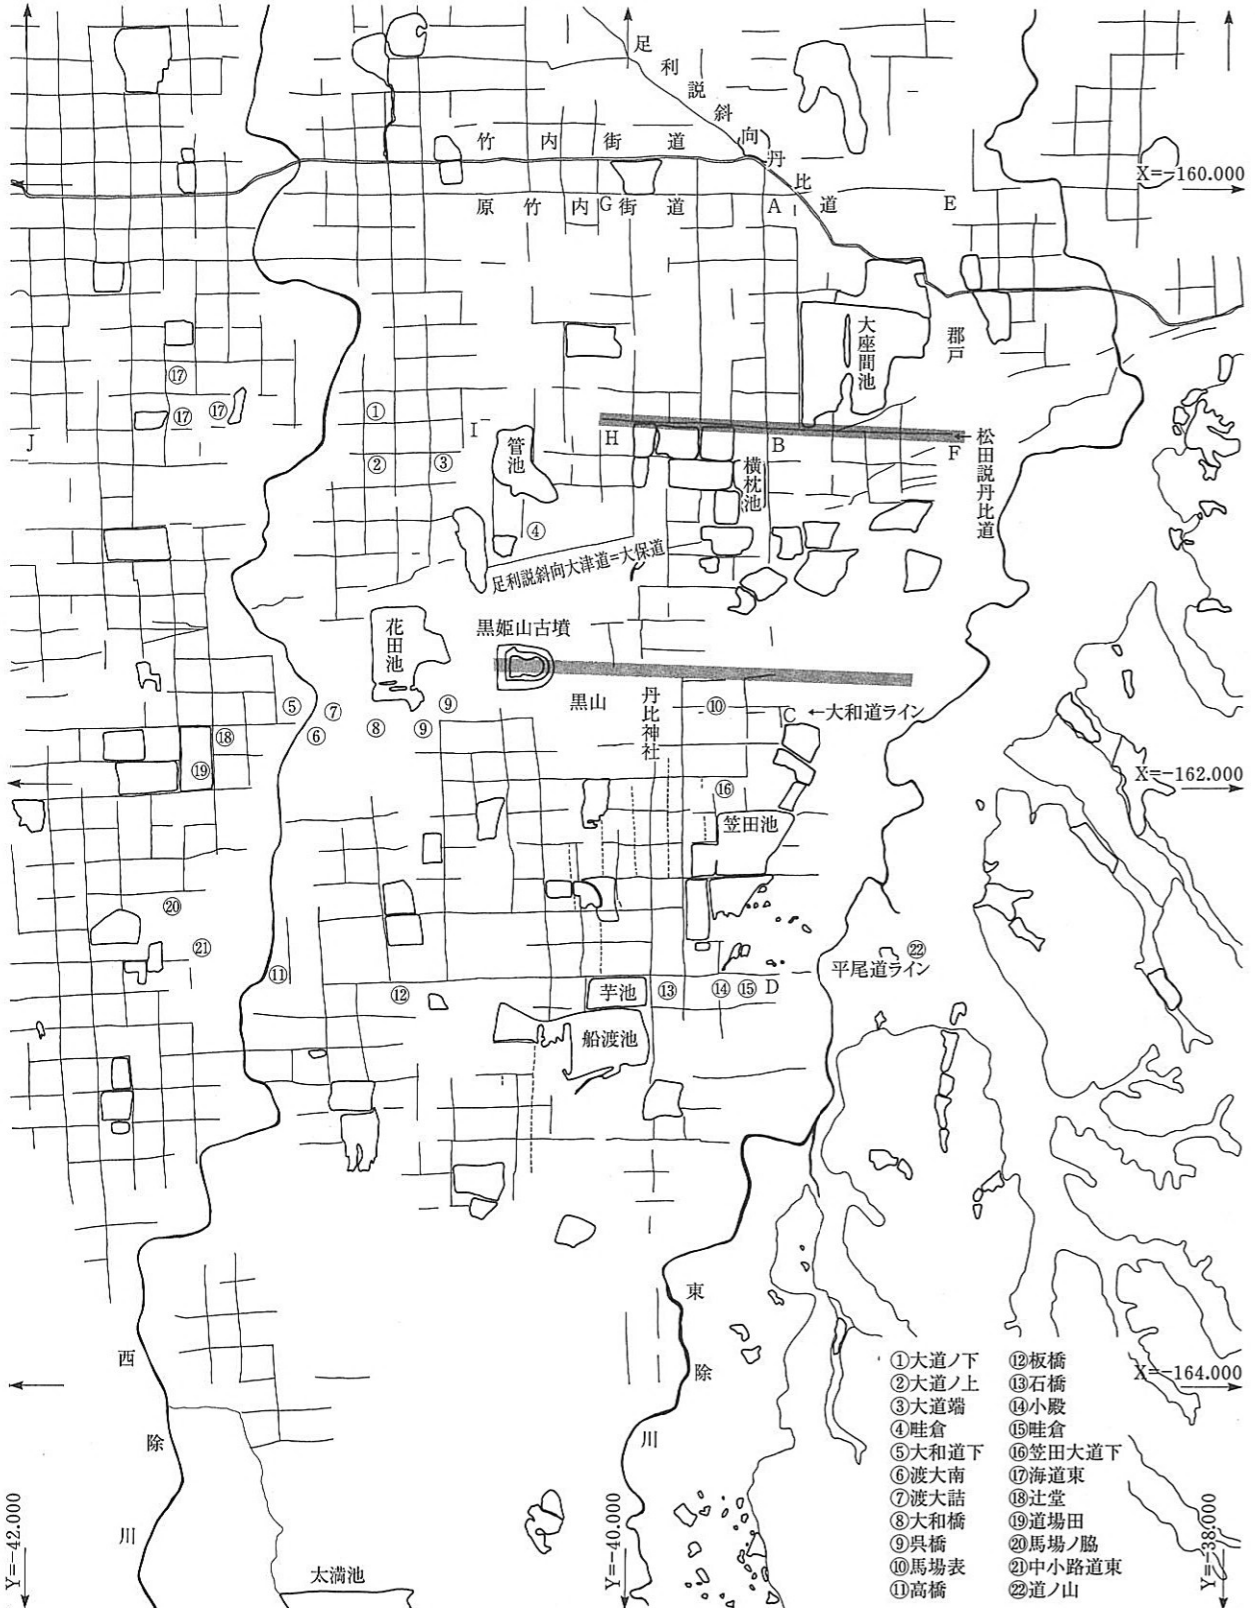 足利説斜向丹比道
竹内街道
原竹内街道
G
A
E
X=-160.000
大座間池
郡戸
⑰
⑰
⑰
①
J
I
H
B
F
←松田説丹比道
②
③
管池
横枕池
④
足利説斜向大津道=大保道
花田池
黒姫山古墳
黒山
丹比神社
⑤
⑦
⑥
⑧
⑨
⑨
⑩
C
←大和道ライン
⑱
⑲
⑯
X=-162.000
笠田池
⑳
㉑
㉒
平尾道ライン
⑪
⑫
芋池
⑬
⑭
⑮
D
船渡池
西除川
東除川
太満池
①大道ノ下
②大道ノ上
③大道端
④畦倉
⑤大和道下
⑥渡大南
⑦渡大詰
⑧大和橋
⑨呉橋
⑩馬場表
⑪高橋
⑫板橋
⑬石橋
⑭小殿
⑮畦倉
⑯笠田大道下
⑰海道東
⑱辻堂
⑲道場田
⑳馬場ノ脇
㉑中小路道東
㉒道ノ山
X=-164.000
Y=-42.000
Y=-40.000
Y=-38.000